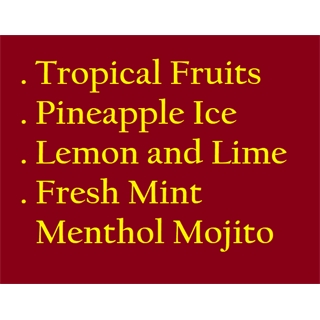 . Tropical Fruits
. Pineapple Ice
. Lemon and Lime
. Fresh Mint
Menthol Mojito